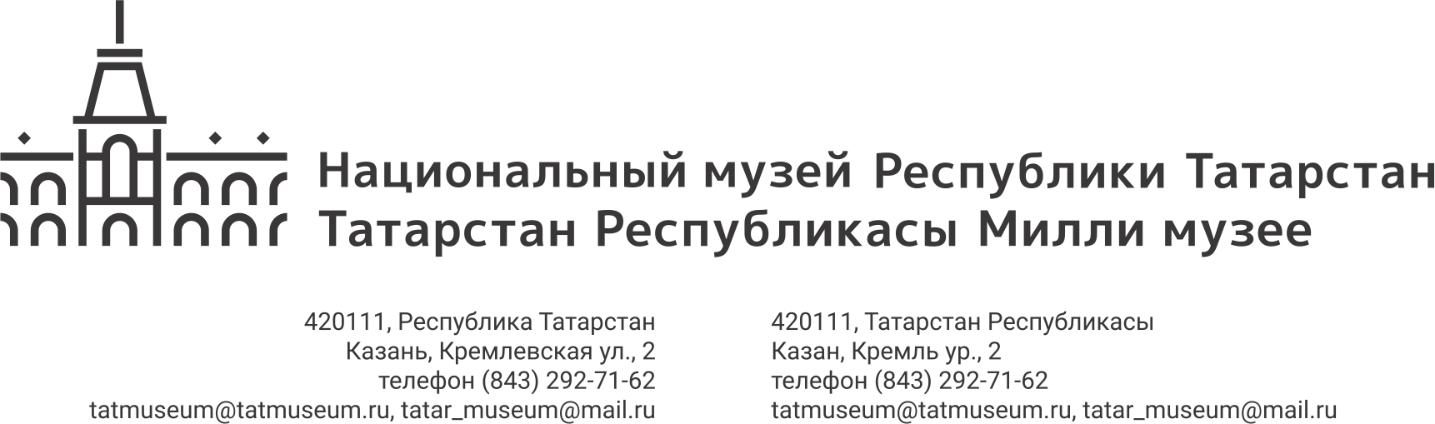 Национальный музей Республики Татарстан
Татарстан Республикасы Милли музее
420111, Республика Татарстан
Казань, Кремлевская ул., 2
телефон (843) 292-71-62
tatmuseum@tatmuseum.ru, tatar_museum@mail.ru
420111, Татарстан Республикасы
Казан, Кремль ур., 2
телефон (843) 292-71-62
tatmuseum@tatmuseum.ru, tatar_museum@mail.ru